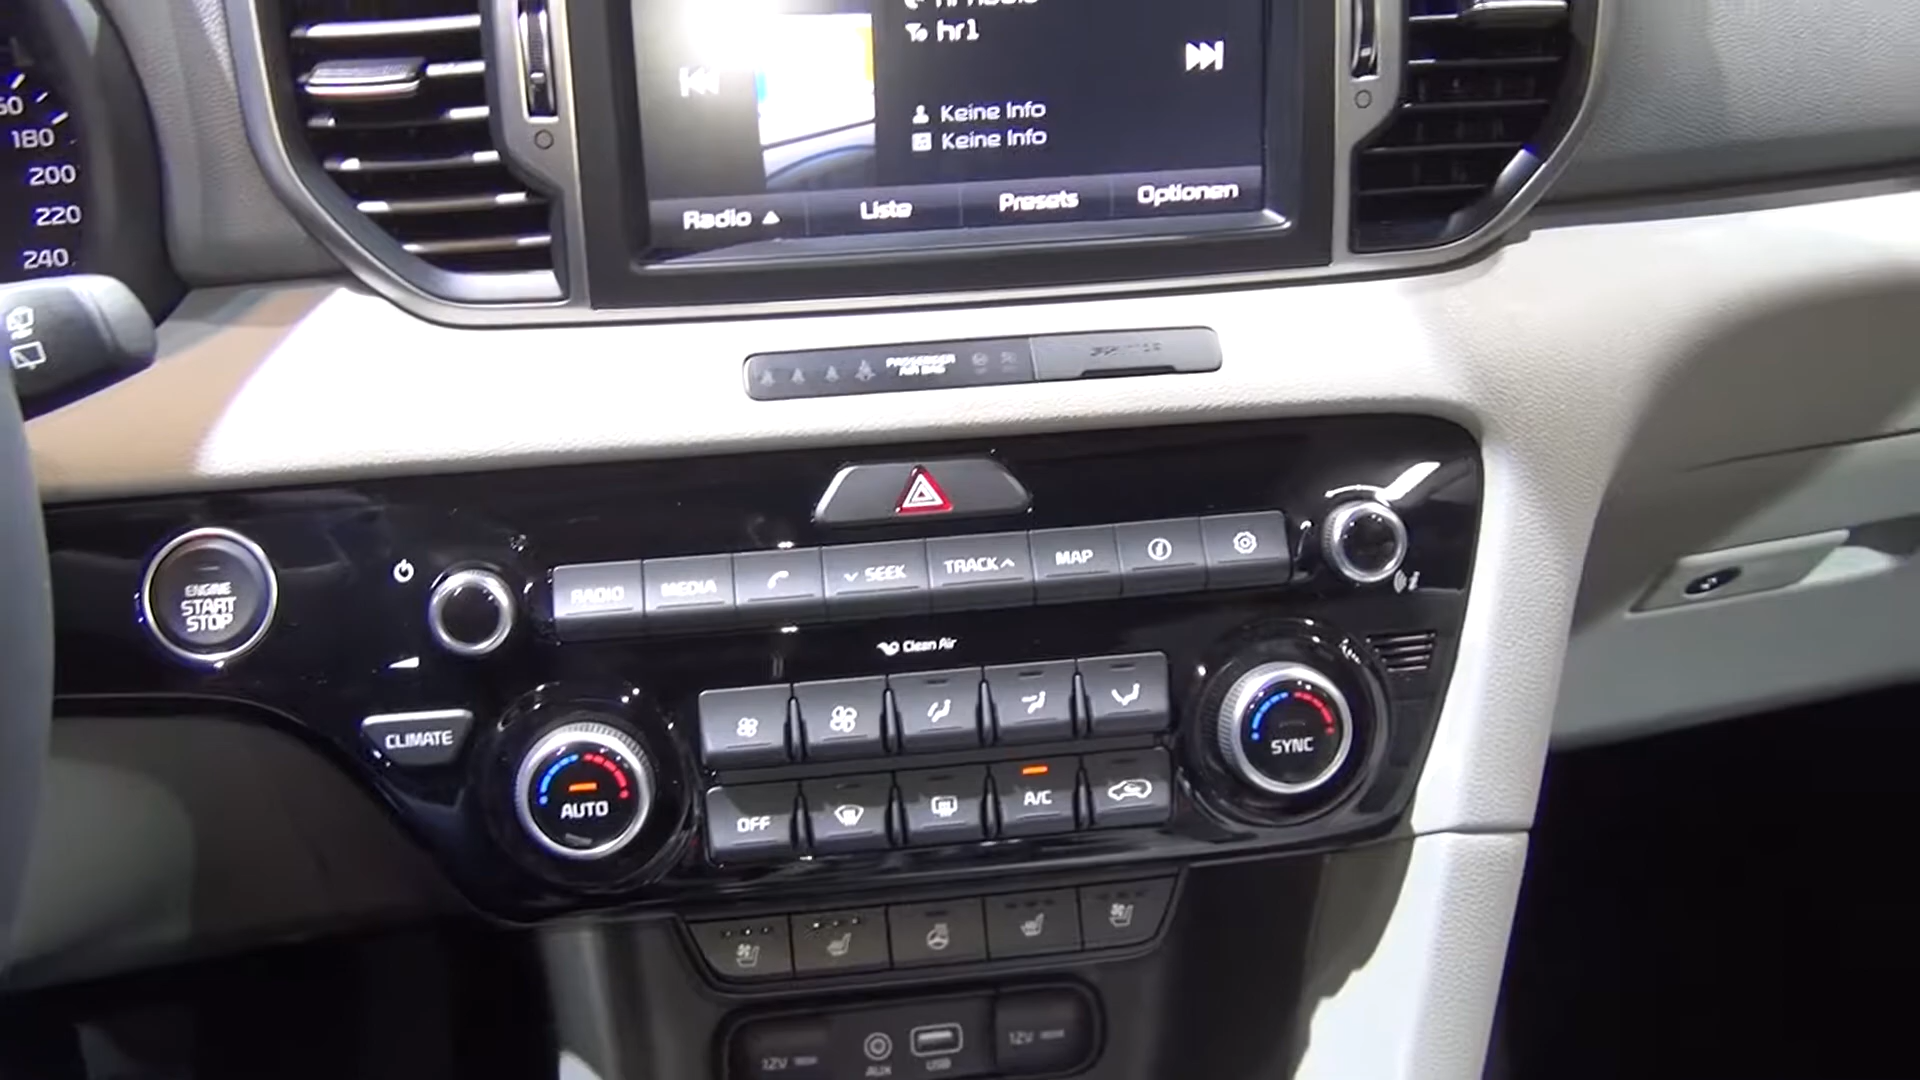 hr1
Keine Info
Keine Info
Radio Liste Presets Optionen
180
200
220
240
PASSENGER
AIR BAG
ENGINE
START
STOP
RADIO MEDIA SEEK TRACK MAP
Clean Air
CLIMATE
AUTO
SYNC
OFF A/C
12V AUX USB 12V